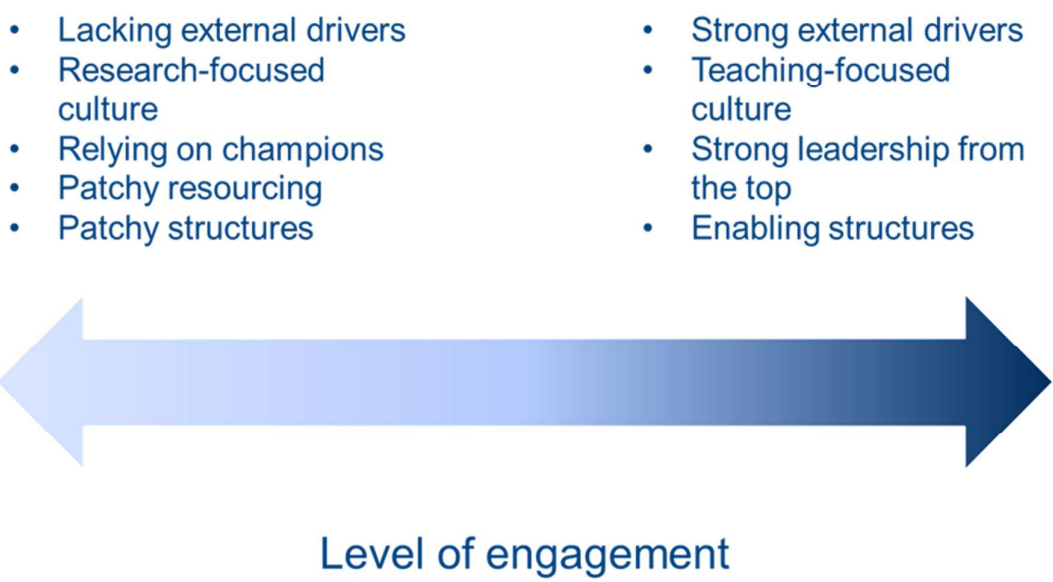 • Lacking external drivers
• Research-focused
culture
• Relying on champions
• Patchy resourcing
• Patchy structures
• Strong external drivers
• Teaching-focused
culture
• Strong leadership from
the top
• Enabling structures
Level of engagement